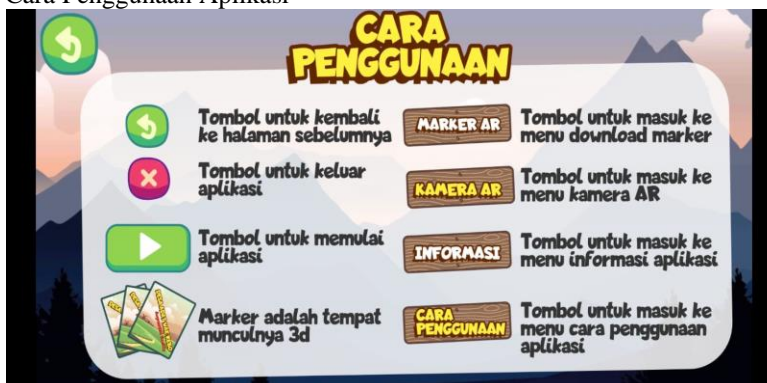 Cara Penggunaan Aplikasi
CARA
PENGGUNAAN
Tombol untuk kembali
ke halaman sebelumnya
Tombol untuk keluar
aplikasi
Tombol untuk memulai
aplikasi
Marker adalah tempat
munculnya 3d
MARKER AR
Tombol untuk masuk ke
menu download marker
KAMERA AR
Tombol untuk masuk ke
menu kamera AR
INFORMASI
Tombol untuk masuk ke
menu informasi aplikasi
CARA
PENGGUNAAN
Tombol untuk masuk ke
menu cara penggunaan
aplikasi